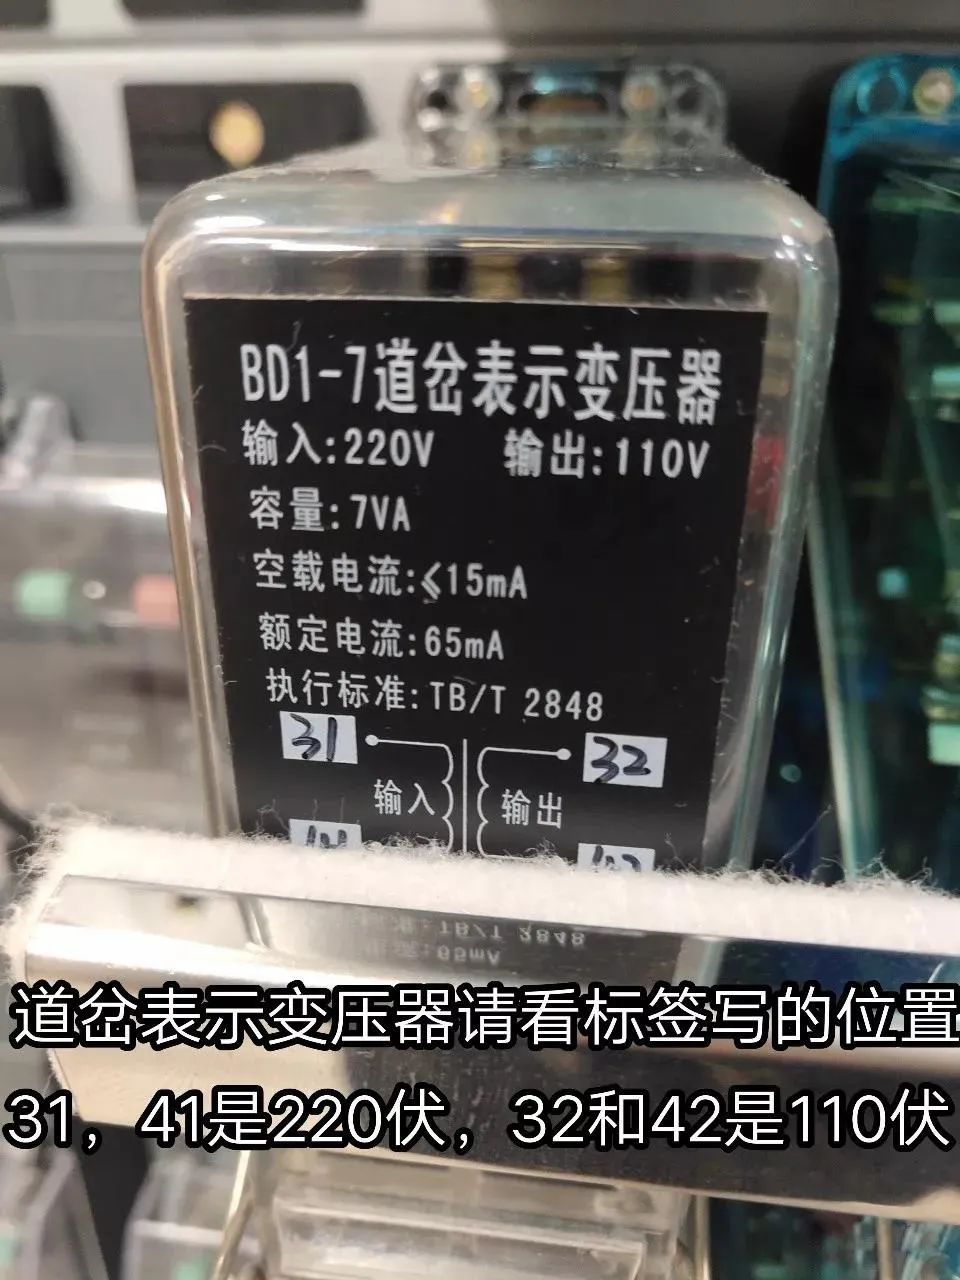 BD1-7道岔表示变压器
输入:220V 输出:110V
容量:7VA
空载电流:≤15mA
额定电流:65mA
执行标准:TB/T 2848
31 32
输入 输出
道岔表示变压器请看标签写的位置
31，41是220伏，32和42是110伏